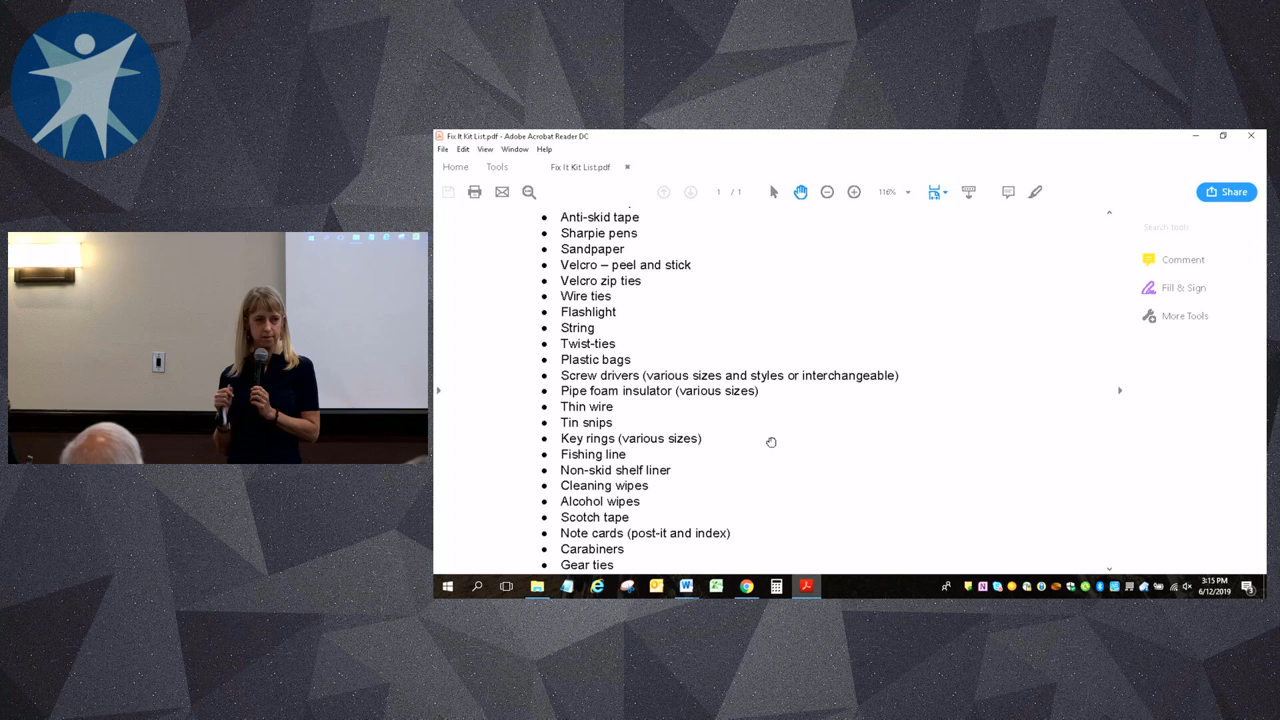 Fix It Kit List.pdf - Adobe Acrobat Reader DC
File Edit View Window Help
Home Tools Fix It Kit List.pdf
1 / 1 116% Share
Anti-skid tape
Sharpie pens
Sandpaper
Velcro – peel and stick
Velcro zip ties
Wire ties
Flashlight
String
Twist-ties
Plastic bags
Screw drivers (various sizes and styles or interchangeable)
Pipe foam insulator (various sizes)
Thin wire
Tin snips
Key rings (various sizes)
Fishing line
Non-skid shelf liner
Cleaning wipes
Alcohol wipes
Scotch tape
Note cards (post-it and index)
Carabiners
Gear ties
Search tools
Comment
Fill & Sign
More Tools
3:15 PM
6/12/2019